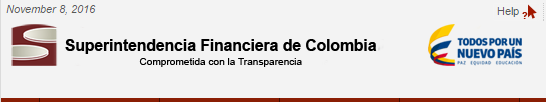 November 8, 2016
Help ?
Superintendencia Financiera de Colombia
Comprometida con la Transparencia
TODOS POR UN
NUEVO PAÍS
PAZ EQUIDAD EDUCACIÓN